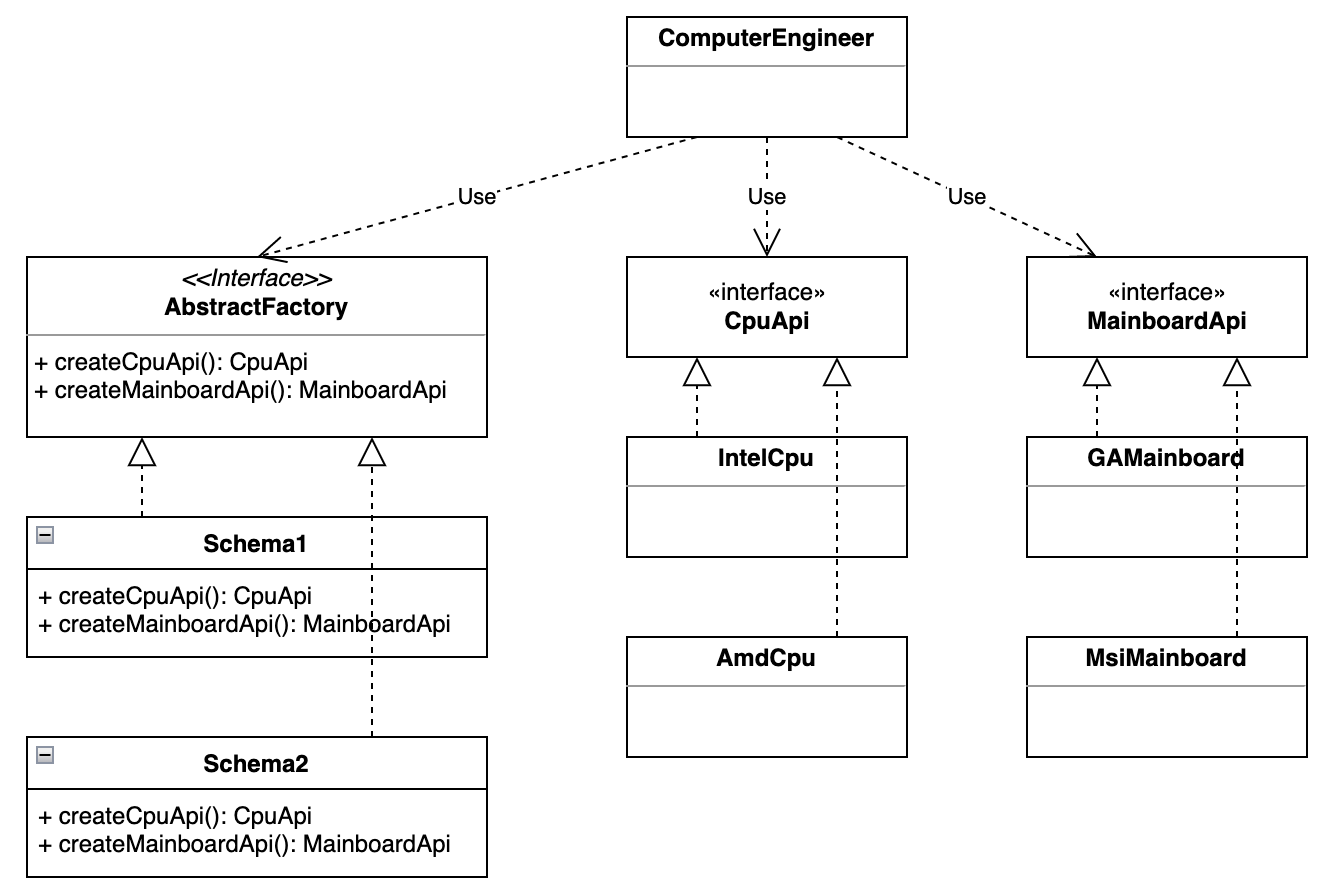 ComputerEngineer
Use
Use
Use
<<Interface>>
AbstractFactory
+ createCpuApi(): CpuApi
+ createMainboardApi(): MainboardApi
«interface»
CpuApi
«interface»
MainboardApi
IntelCpu
GAMainboard
Schema1
+ createCpuApi(): CpuApi
+ createMainboardApi(): MainboardApi
AmdCpu
MsiMainboard
Schema2
+ createCpuApi(): CpuApi
+ createMainboardApi(): MainboardApi